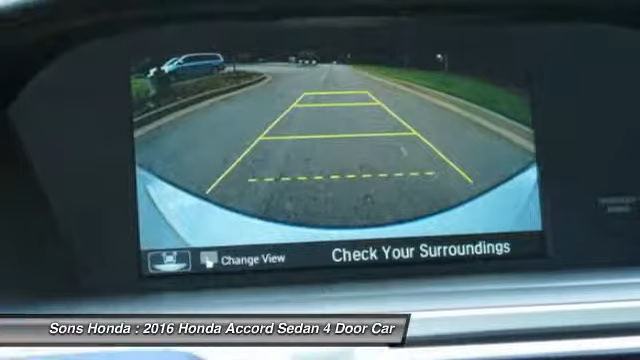 Change View
Check Your Surroundings
Sons Honda : 2016 Honda Accord Sedan 4 Door Car